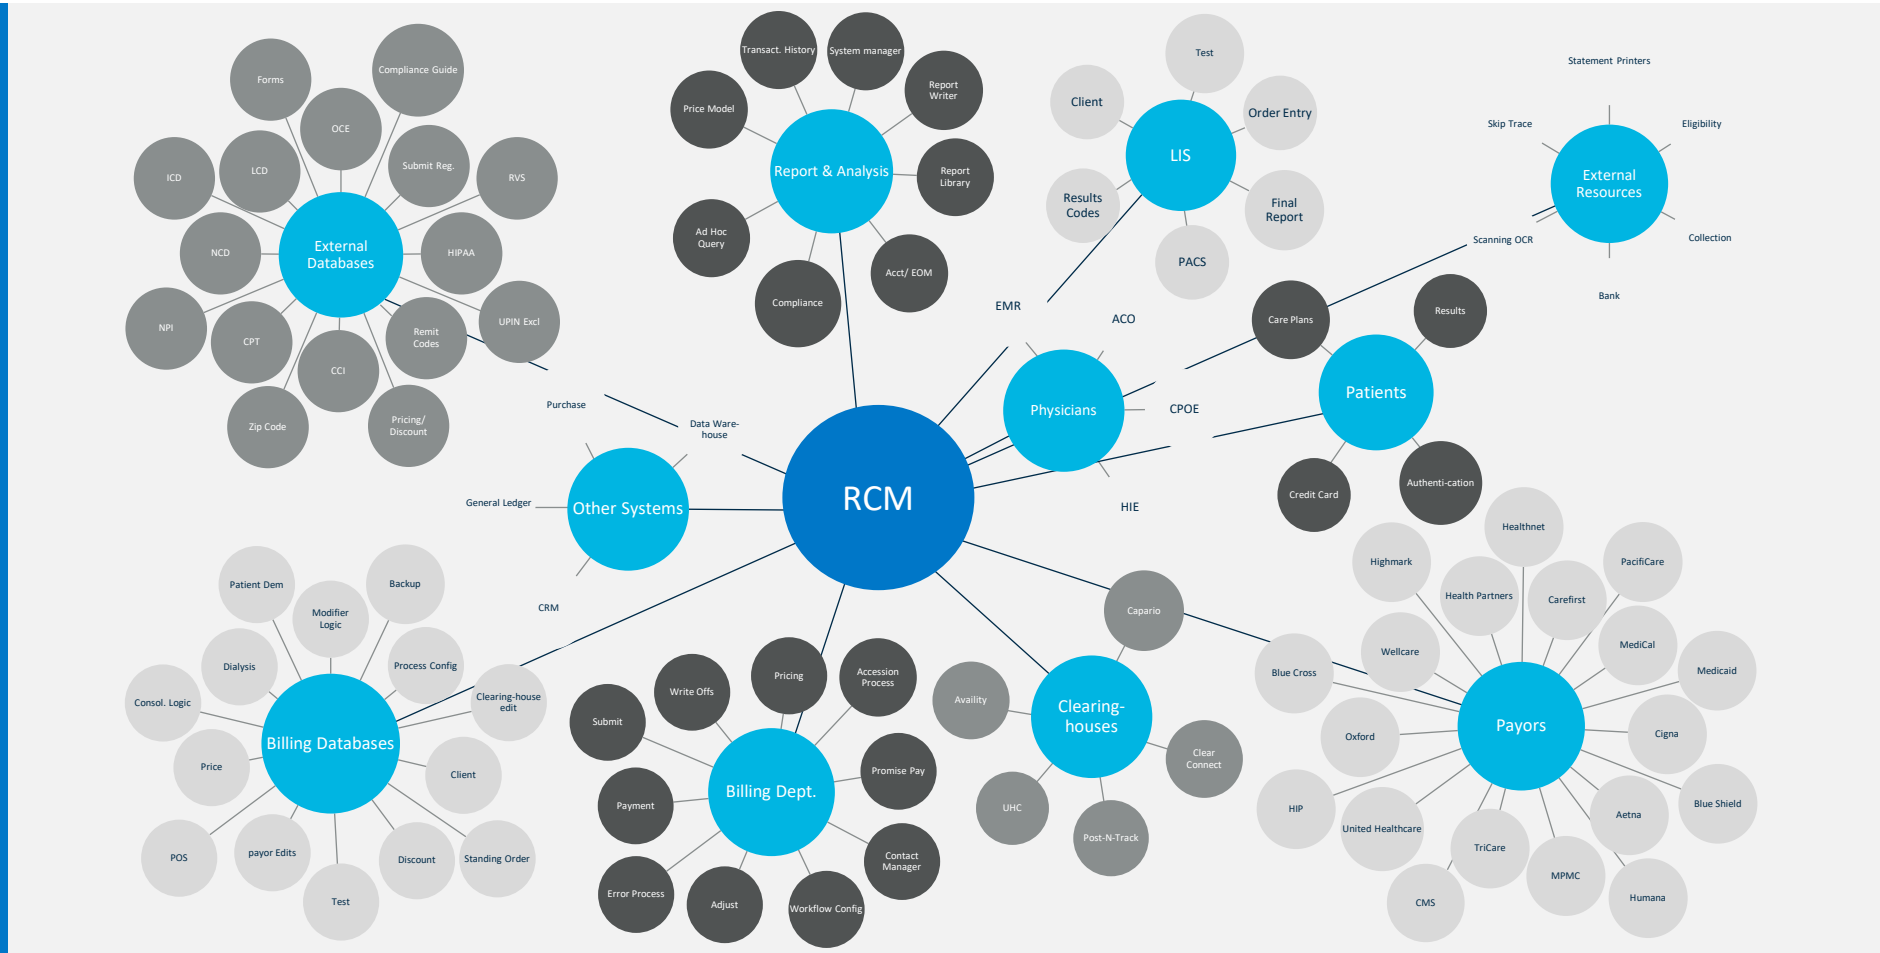 Forms
Compliance Guide
OCE
LCD
Submit Reg.
ICD
RVS
NCD
External
Databases
HIPAA
NPI
CPT
CCI
Remit
Codes
UPIN Excl
Zip Code
Pricing/
Discount
Transact. History
System manager
Price Model
Report
Writer
Report & Analysis
Report
Library
Ad Hoc
Query
Acct/ EOM
Compliance
Test
Client
Order Entry
LIS
Results
Codes
Final
Report
PACS
Statement Printers
Skip Trace
Eligibility
External
Resources
Scanning OCR
Collection
Bank
EMR
ACO
Physicians
CPOE
HIE
Care Plans
Results
Patients
Credit Card
Authenti-cation
Purchase
Data Ware-
house
General Ledger
Other Systems
CRM
RCM
Patient Dem
Modifier
Logic
Backup
Dialysis
Process Config
Consol. Logic
Clearing-house
edit
Billing Databases
Price
Client
POS
payor Edits
Discount
Standing Order
Test
Write Offs
Pricing
Accession
Process
Submit
Promise Pay
Billing Dept.
Payment
Contact
Manager
Error Process
Adjust
Workflow Config
Capario
Availity
Clearing-
houses
Clear
Connect
UHC
Post-N-Track
Healthnet
Highmark
PacifiCare
Health Partners
Carefirst
Wellcare
MediCal
Blue Cross
Medicaid
Payors
Oxford
Cigna
HIP
Blue Shield
United Healthcare
Aetna
TriCare
MPMC
CMS
Humana